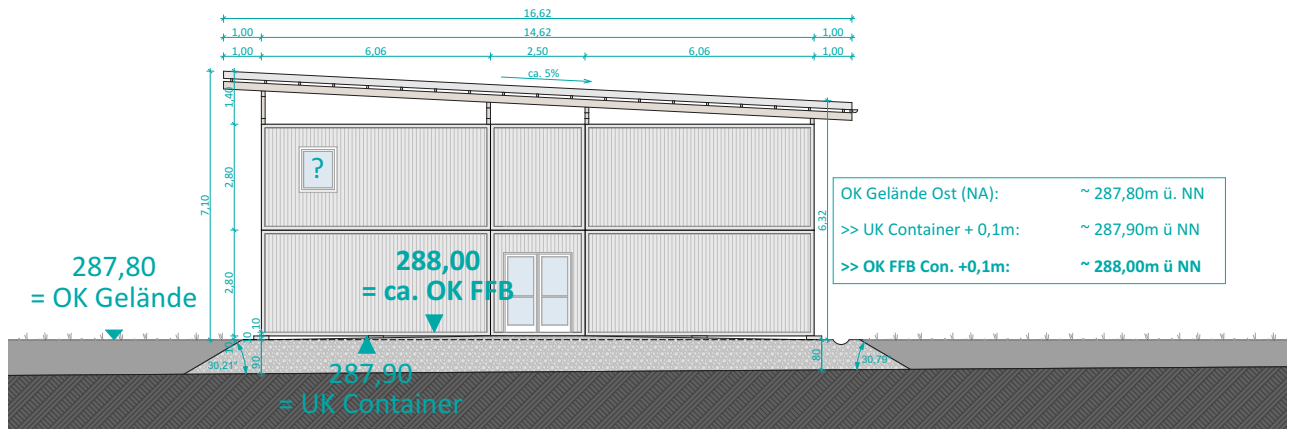 16,62
1,00 14,62 1,00
1,00 6,06 2,50 6,06 1,00
ca. 5%
1,40
2,80
7,10
2,80
6,32
?
OK Gelände Ost (NA): ~ 287,80m ü. NN
>> UK Container + 0,1m: ~ 287,90m ü NN
>> OK FFB Con. +0,1m: ~ 288,00m ü NN
287,80
= OK Gelände
288,00
= ca. OK FFB
10
10
10
90
30,21°
80
30,79
287,90
= UK Container